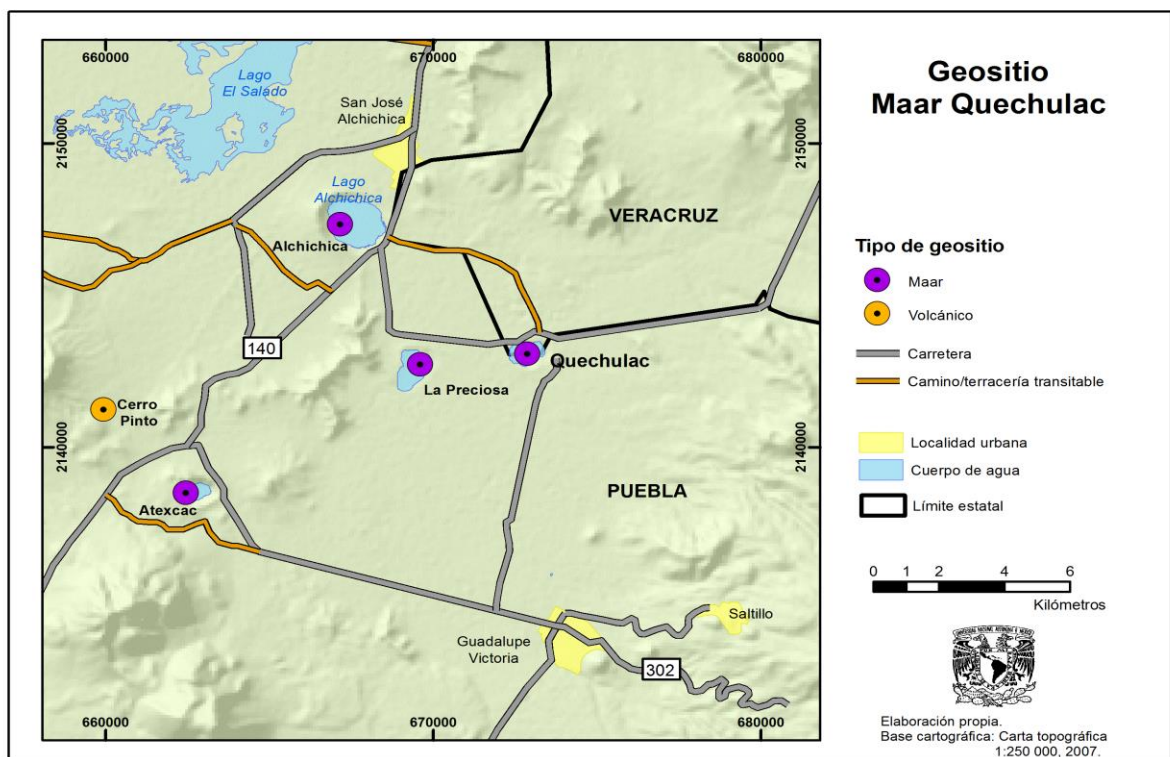 Geositio
Maar Quechulac
660000
670000
680000
2150000
2150000
2140000
2140000
Lago
El Salado
San José
Alchichica
Lago
Alchichica
Alchichica
VERACRUZ
140
Quechulac
La Preciosa
Cerro
Pinto
Atexcac
PUEBLA
Guadalupe
Victoria
Saltillo
302
660000
670000
680000
Tipo de geositio
Maar
Volcánico
Carretera
Camino/terracería transitable
Localidad urbana
Cuerpo de agua
Límite estatal
0 1 2 4 6
Kilómetros
Elaboración propia.
Base cartográfica: Carta topográfica
1:250 000, 2007.